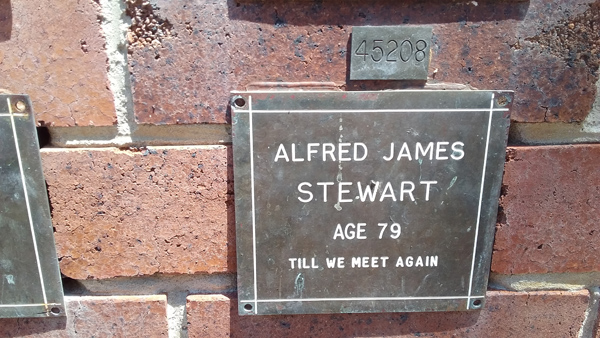 45208
ALFRED JAMES
STEWART
AGE 79
TILL WE MEET AGAIN